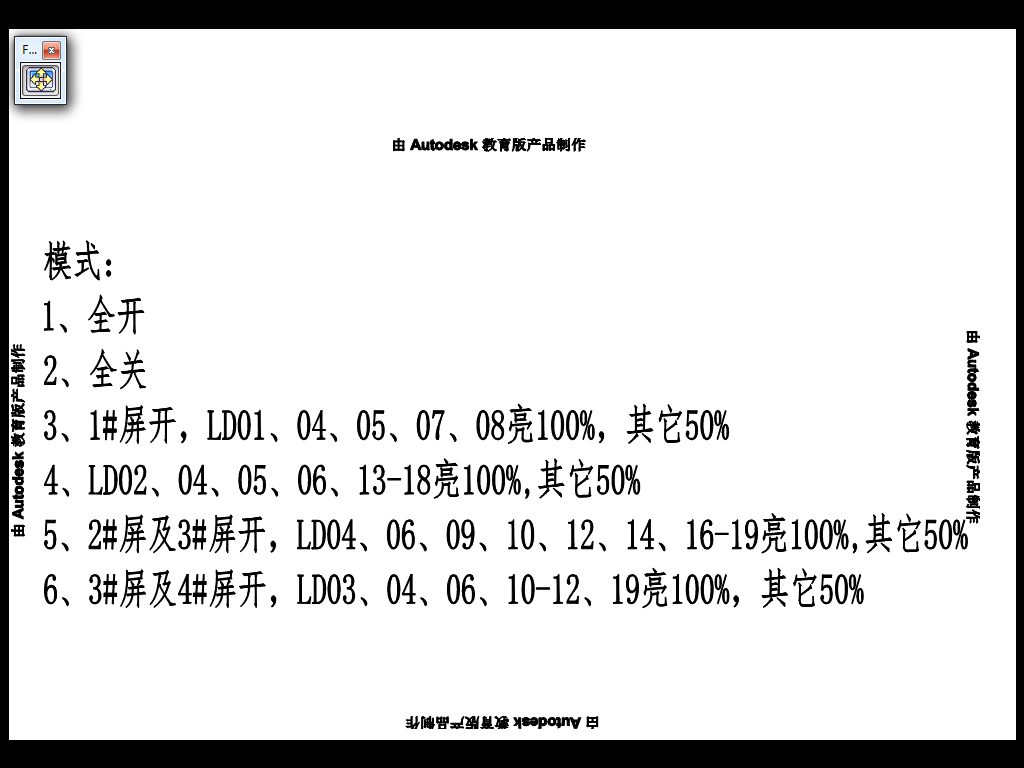 F...
由 Autodesk 教育版产品制作
模式：
1、全开
2、全关
3、1#屏开，LD01、04、05、07、08亮100%，其它50%
4、LD02、04、05、06、13-18亮100%,其它50%
5、2#屏及3#屏开，LD04、06、09、10、12、14、16-19亮100%,其它50%
6、3#屏及4#屏开，LD03、04、06、10-12、19亮100%，其它50%
由 Autodesk 教育版产品制作
由 Autodesk 教育版产品制作
由 Autodesk 教育版产品制作